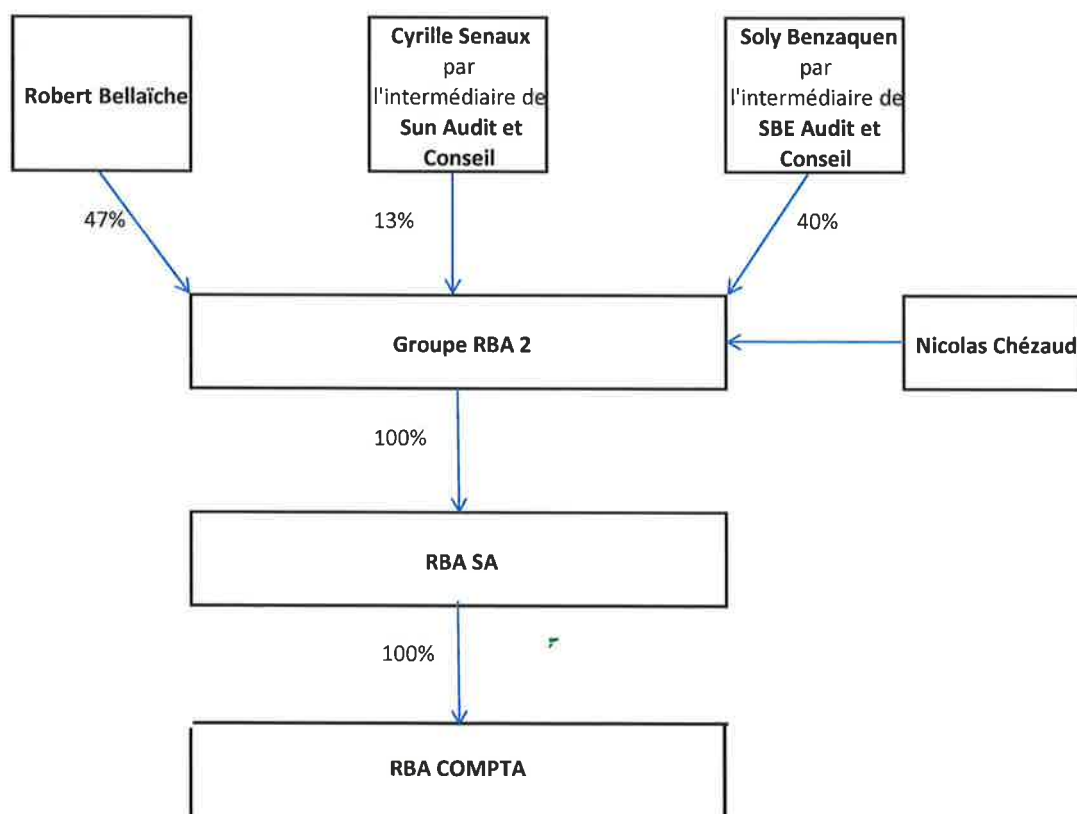 Robert Bellaïche
Cyrille Senaux
par
l'intermédiaire de
Sun Audit et
Conseil
Soly Benzaquen
par
l'intermédiaire de
SBE Audit et
Conseil
47%
13%
40%
Groupe RBA 2
Nicolas Chézaud
100%
RBA SA
100%
RBA COMPTA